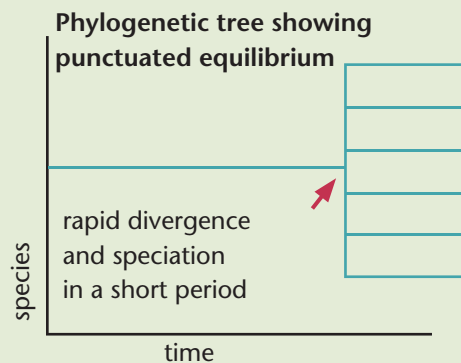 Phylogenetic tree showing
punctuated equilibrium
rapid divergence
and speciation
in a short period
species
time